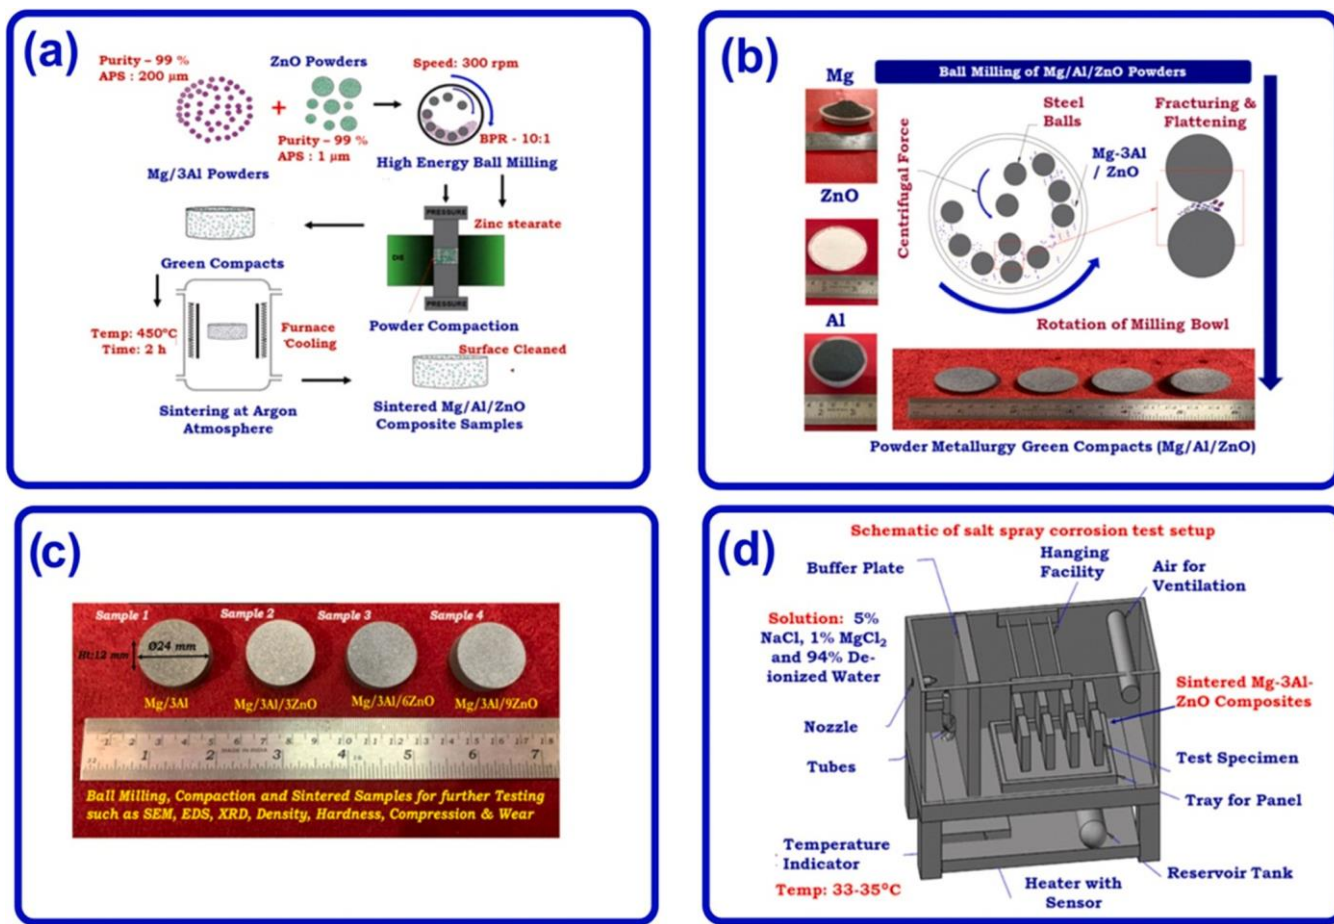 (a)
Purity – 99 %
APS : 200 µm
ZnO Powders
+
Purity – 99 %
APS : 1 µm
Mg/3Al Powders
Speed: 300 rpm
BPR - 10:1
High Energy Ball Milling
PRESSURE
Zinc stearate
DIE
PRESSURE
Powder Compaction
Green Compacts
Temp: 450°C
Time: 2 h
Furnace
Cooling
Sintering at Argon
Atmosphere
Surface Cleaned
Sintered Mg/Al/ZnO
Composite Samples
(b)
Ball Milling of Mg/Al/ZnO Powders
Mg
ZnO
Al
Centrifugal Force
Steel
Balls
Mg-3Al
/ ZnO
Fracturing &
Flattening
Rotation of Milling Bowl
Powder Metallurgy Green Compacts (Mg/Al/ZnO)
(c)
Sample 1
Sample 2
Sample 3
Sample 4
Ht:12 mm
Ø24 mm
Mg/3Al
Mg/3Al/3ZnO
Mg/3Al/6ZnO
Mg/3Al/9ZnO
1 2 3 4 5 6 7
Ball Milling, Compaction and Sintered Samples for further Testing
such as SEM, EDS, XRD, Density, Hardness, Compression & Wear
(d)
Schematic of salt spray corrosion test setup
Buffer Plate
Hanging
Facility
Air for
Ventilation
Solution: 5%
NaCl, 1% MgCl₂
and 94% De-
ionized Water
Sintered Mg-3Al-
ZnO Composites
Nozzle
Tubes
Test Specimen
Tray for Panel
Temperature
Indicator
Temp: 33-35°C
Heater with
Sensor
Reservoir Tank